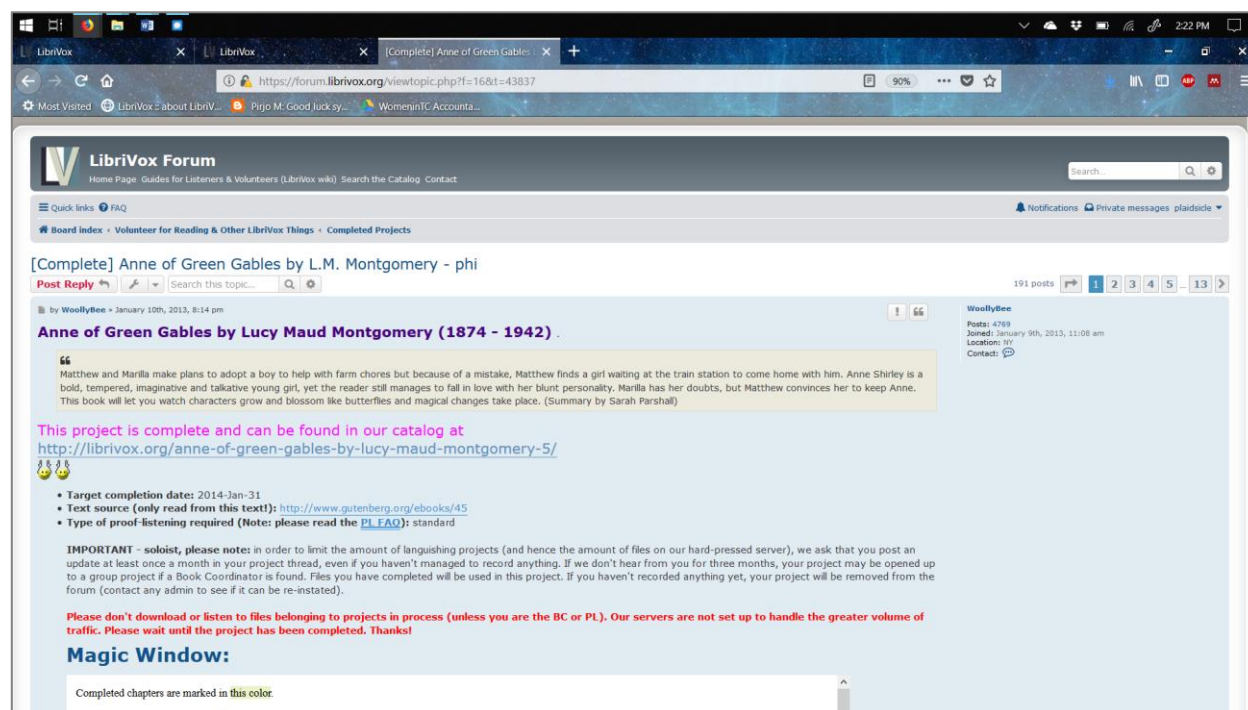 2:22 PM
LibriVox
LibriVox
[Complete] Anne of Green Gables
https://forum.librivox.org/viewtopic.php?f=16&t=43837
90%
Most Visited LibriVox : about LibriV... Pirjo M: Good luck sy... WomeninTC Accounta...
LibriVox Forum
Home Page Guides for Listeners & Volunteers (LibriVox wiki) Search the Catalog Contact
Search...
Quick links FAQ
Notifications Private messages plaidsicle
Board index ‹ Volunteer for Reading & Other LibriVox Things ‹ Completed Projects
[Complete] Anne of Green Gables by L.M. Montgomery - phi
Post Reply Search this topic...
191 posts 1 2 3 4 5 ... 13
by WoollyBee » January 10th, 2013, 8:14 pm
Anne of Green Gables by Lucy Maud Montgomery (1874 - 1942) .
Matthew and Marilla make plans to adopt a boy to help with farm chores but because of a mistake, Matthew finds a girl waiting at the train station to come home with him. Anne Shirley is a
bold, tempered, imaginative and talkative young girl, yet the reader still manages to fall in love with her blunt personality. Marilla has her doubts, but Matthew convinces her to keep Anne.
This book will let you watch characters grow and blossom like butterflies and magical changes take place. (Summary by Sarah Parshall)
This project is complete and can be found in our catalog at
http://librivox.org/anne-of-green-gables-by-lucy-maud-montgomery-5/
• Target completion date: 2014-Jan-31
• Text source (only read from this text!): http://www.gutenberg.org/ebooks/45
• Type of proof-listening required (Note: please read the PL FAQ): standard
IMPORTANT - soloist, please note: in order to limit the amount of languishing projects (and hence the amount of files on our hard-pressed server), we ask that you post an
update at least once a month in your project thread, even if you haven't managed to record anything. If we don't hear from you for three months, your project may be opened up
to a group project if a Book Coordinator is found. Files you have completed will be used in this project. If you haven't recorded anything yet, your project will be removed from the
forum (contact any admin to see if it can be re-instated).
Please don't download or listen to files belonging to projects in process (unless you are the BC or PL). Our servers are not set up to handle the greater volume of
traffic. Please wait until the project has been completed. Thanks!
Magic Window:
Completed chapters are marked in this color.
WoollyBee
Posts: 4769
Joined: January 9th, 2013, 11:08 am
Location: NY
Contact: